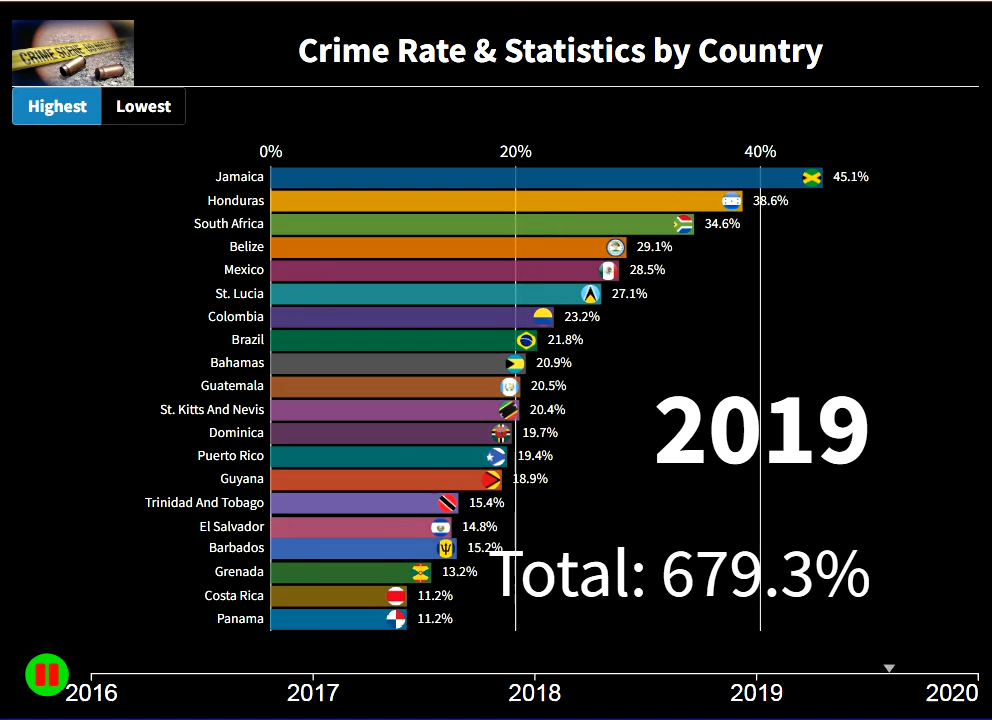 CRIME SCENE DO NOT
Crime Rate & Statistics by Country
Highest Lowest
0% 20% 40%
Jamaica 45.1%
Honduras 38.6%
South Africa 34.6%
Belize 29.1%
Mexico 28.5%
St. Lucia 27.1%
Colombia 23.2%
Brazil 21.8%
Bahamas 20.9%
Guatemala 20.5%
St. Kitts And Nevis 20.4%
Dominica 19.7%
Puerto Rico 19.4%
Guyana 18.9%
Trinidad And Tobago 15.4%
El Salvador 14.8%
Barbados 15.2%
Grenada 13.2%
Costa Rica 11.2%
Panama 11.2%
2019
Total: 679.3%
2016 2017 2018 2019 2020